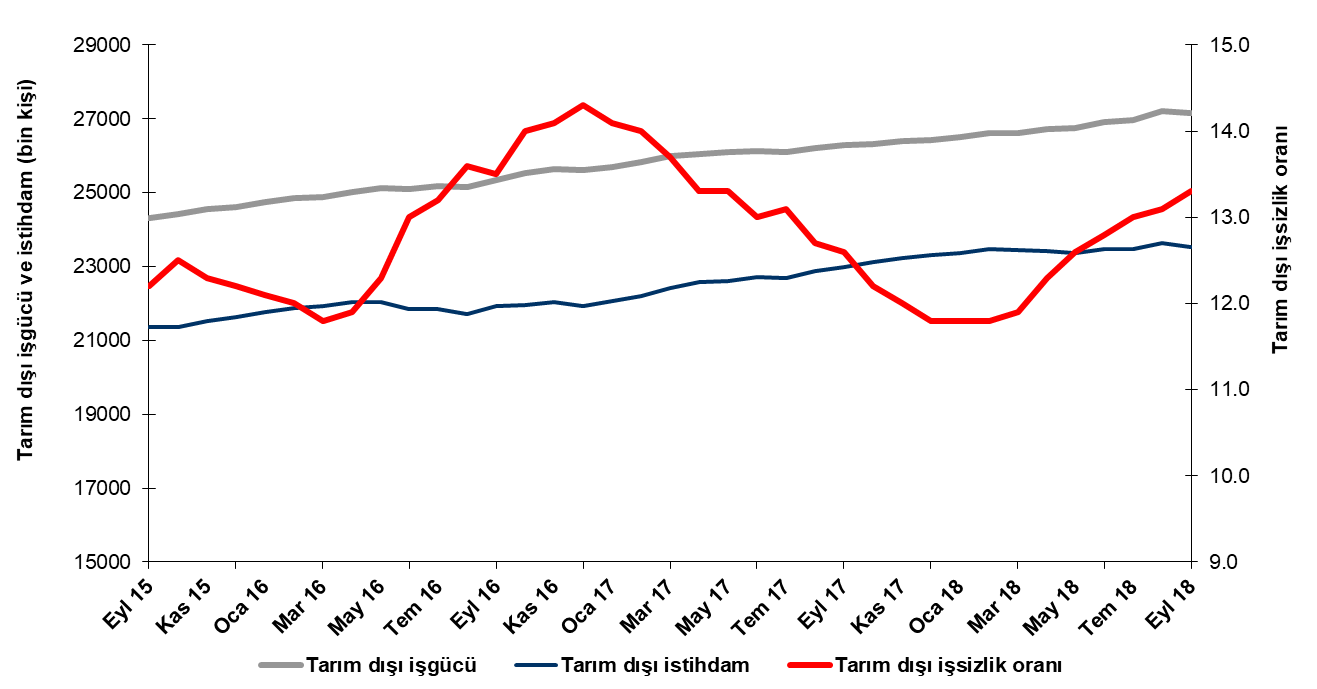 Tarım dışı işgücü ve istihdam (bin kişi)
29000
27000
25000
23000
21000
19000
17000
15000
15.0
14.0
13.0
12.0
11.0
10.0
9.0
Tarım dışı işsizlik oranı
Eyl 15
Kas 15
Oca 16
Mar 16
May 16
Tem 16
Eyl 16
Kas 16
Oca 17
Mar 17
May 17
Tem 17
Eyl 17
Kas 17
Oca 18
Mar 18
May 18
Tem 18
Eyl 18
Tarım dışı işgücü
Tarım dışı istihdam
Tarım dışı işsizlik oranı